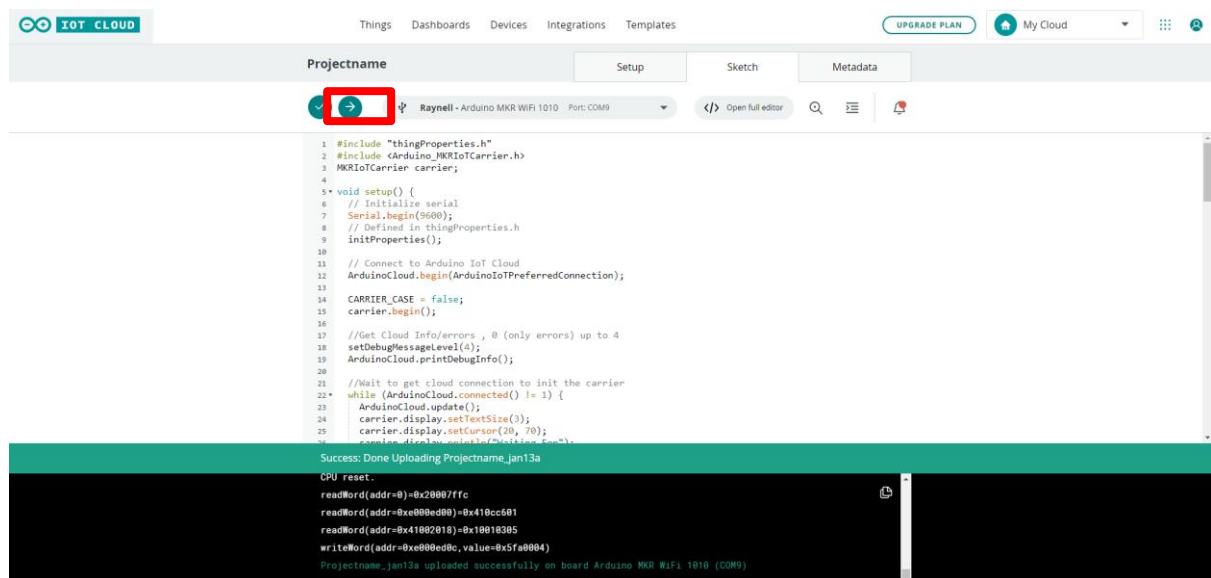 IOT CLOUD Things Dashboards Devices Integrations Templates UPGRADE PLAN My Cloud
Projectname Setup Sketch Metadata
Raynell - Arduino MKR WiFi 1010 Port: COM9 </> Open full editor
1 #include "thingProperties.h"
2 #include <Arduino_MKRIoTCarrier.h>
3 MKRIoTCarrier carrier;
4
5 void setup() {
6 // Initialize serial
7 Serial.begin(9600);
8 // Defined in thingProperties.h
9 initProperties();
10
11 // Connect to Arduino IoT Cloud
12 ArduinoCloud.begin(ArduinoIoTPreferredConnection);
13
14 CARRIER_CASE = false;
15 carrier.begin();
16
17 //Get Cloud Info/errors , 0 (only errors) up to 4
18 setDebugMessageLevel(4);
19 ArduinoCloud.printDebugInfo();
20
21 //Wait to get cloud connection to init the carrier
22 while (ArduinoCloud.connected() != 1) {
23 ArduinoCloud.update();
24 carrier.display.setTextSize(3);
25 carrier.display.setCursor(20, 70);
26 carrier.display.println("Waiting For");
Success: Done Uploading Projectname_jan13a
CPU reset.
readWord(addr=0)=0x20007ffc
readWord(addr=0xe000ed00)=0x410cc601
readWord(addr=0x41002018)=0x10010305
writeWord(addr=0xe000ed0c,value=0x5fa0004)
Projectname_jan13a uploaded successfully on board Arduino MKR WiFi 1010 (COM9)